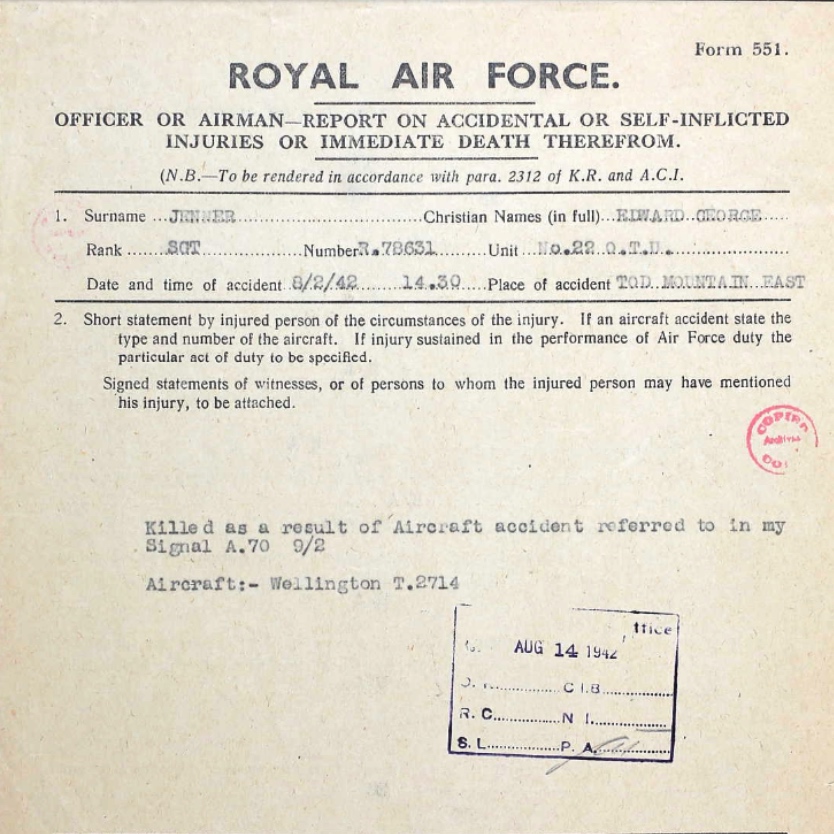 Form 551.
ROYAL AIR FORCE.
OFFICER OR AIRMAN—REPORT ON ACCIDENTAL OR SELF-INFLICTED
INJURIES OR IMMEDIATE DEATH THEREFROM.
(N.B.—To be rendered in accordance with para. 2312 of K.R. and A.C.I.
1. Surname ...JENNER....Christian Names (in full)...EDWARD GEORGE....
Rank ....SGT....Number R.78631....Unit ...No.22 O.T.U....
Date and time of accident 8/2/42....14.30....Place of accident TOD MOUNTAIN EAST
2. Short statement by injured person of the circumstances of the injury. If an aircraft accident state the
type and number of the aircraft. If injury sustained in the performance of Air Force duty the
particular act of duty to be specified.
Signed statements of witnesses, or of persons to whom the injured person may have mentioned
his injury, to be attached.
COPIED
Archives
Killed as a result of Aircraft accident referred to in my
Signal A.70 9/2
Aircraft:- Wellington T.2714
AUG 14 1942
C I.B.
R. C.............N I.............
S. L.............P. A.............